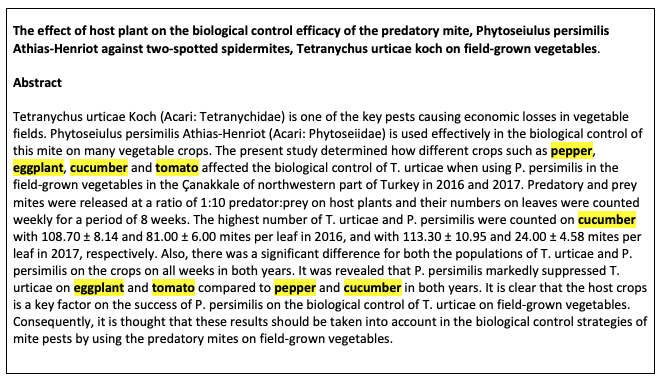 The effect of host plant on the biological control efficacy of the predatory mite, Phytoseiulus persimilis
Athias-Henriot against two-spotted spidermites, Tetranychus urticae koch on field-grown vegetables.
Abstract
Tetranychus urticae Koch (Acari: Tetranychidae) is one of the key pests causing economic losses in vegetable
fields. Phytoseiulus persimilis Athias-Henriot (Acari: Phytoseiidae) is used effectively in the biological control of
this mite on many vegetable crops. The present study determined how different crops such as pepper,
eggplant, cucumber and tomato affected the biological control of T. urticae when using P. persimilis in the
field-grown vegetables in the Çanakkale of northwestern part of Turkey in 2016 and 2017. Predatory and prey
mites were released at a ratio of 1:10 predator:prey on host plants and their numbers on leaves were counted
weekly for a period of 8 weeks. The highest number of T. urticae and P. persimilis were counted on cucumber
with 108.70 ± 8.14 and 81.00 ± 6.00 mites per leaf in 2016, and with 113.30 ± 10.95 and 24.00 ± 4.58 mites per
leaf in 2017, respectively. Also, there was a significant difference for both the populations of T. urticae and P.
persimilis on the crops on all weeks in both years. It was revealed that P. persimilis markedly suppressed T.
urticae on eggplant and tomato compared to pepper and cucumber in both years. It is clear that the host crops
is a key factor on the success of P. persimilis on the biological control of T. urticae on field-grown vegetables.
Consequently, it is thought that these results should be taken into account in the biological control strategies of
mite pests by using the predatory mites on field-grown vegetables.